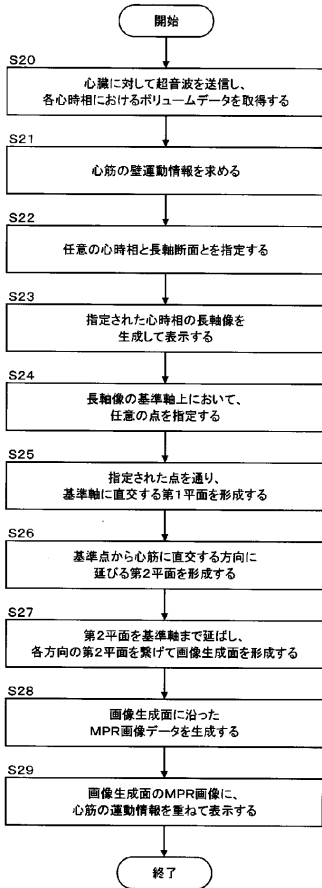 開始
S20
心臓に対して超音波を送信し、
各心時相におけるボリュームデータを取得する
S21
心筋の壁運動情報を求める
S22
任意の心時相と長軸断面とを指定する
S23
指定された心時相の長軸像を
生成して表示する
S24
長軸像の基準軸上において、
任意の点を指定する
S25
指定された点を通り、
基準軸に直交する第1平面を形成する
S26
基準点から心筋に直交する方向に
延びる第2平面を形成する
S27
第2平面を基準軸まで延ばし、
各方向の第2平面を繋げて画像生成面を形成する
S28
画像生成面に沿った
MPR画像データを生成する
S29
画像生成面のMPR画像に、
心筋の運動情報を重ねて表示する
終了